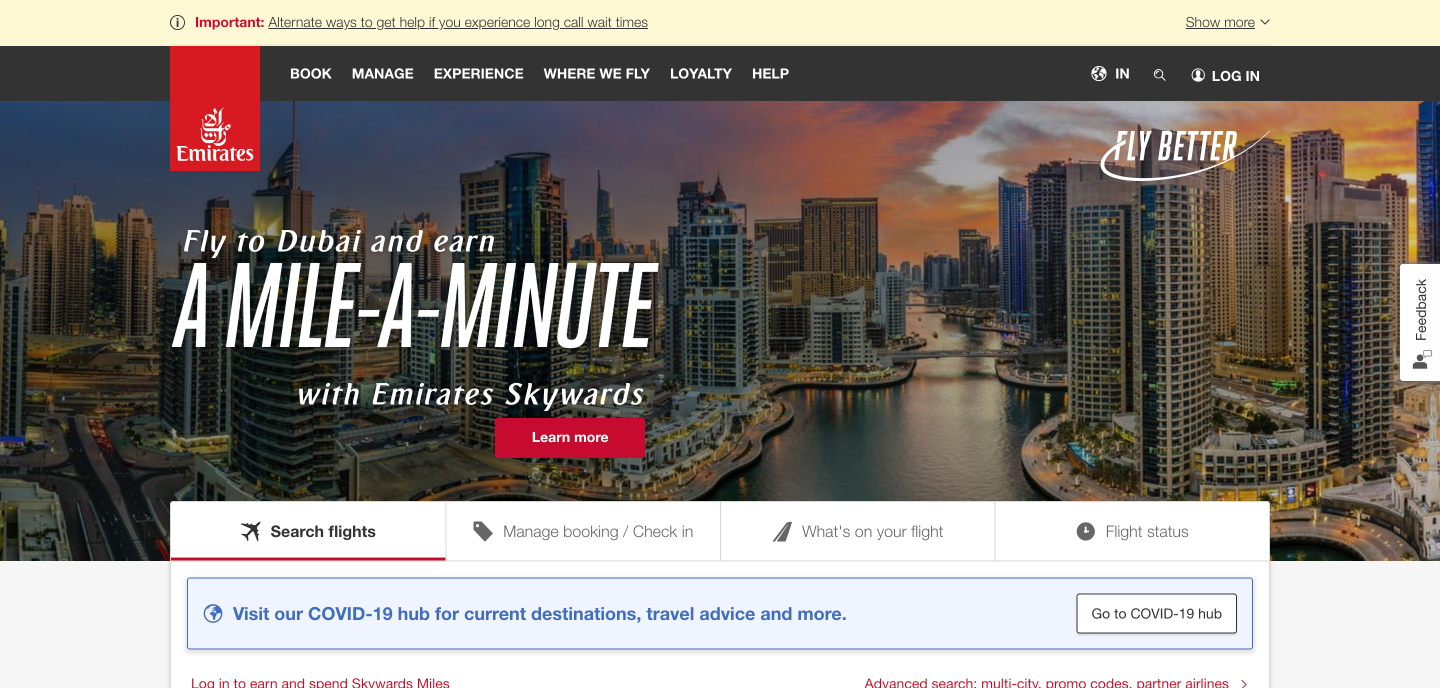 Important: Alternate ways to get help if you experience long call wait times
Show more
BOOK MANAGE EXPERIENCE WHERE WE FLY LOYALTY HELP
IN
LOG IN
Emirates
FLY BETTER
Fly to Dubai and earn
A MILE-A-MINUTE
with Emirates Skywards
Learn more
Feedback
Search flights
Manage booking / Check in
What's on your flight
Flight status
Visit our COVID-19 hub for current destinations, travel advice and more.
Go to COVID-19 hub
Log in to earn and spend Skywards Miles
Advanced search: multi-city, promo codes, partner airlines